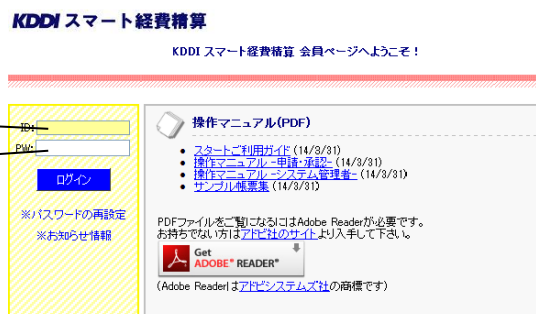 KDDI スマート経費精算
KDDI スマート経費精算 会員ページへようこそ！
ID:
PW:
ログイン
※パスワードの再設定
※お知らせ情報
操作マニュアル(PDF)
スタートご利用ガイド (14/3/31)
操作マニュアル -申請・承認- (14/3/31)
操作マニュアル -システム管理者- (14/3/31)
サンプル帳票集 (14/3/31)
PDFファイルをご覧になるにはAdobe Readerが必要です。
お持ちでない方はアドビ社のサイトより入手して下さい。
Get
ADOBE® READER®
(Adobe Readerはアドビシステムズ社の商標です)